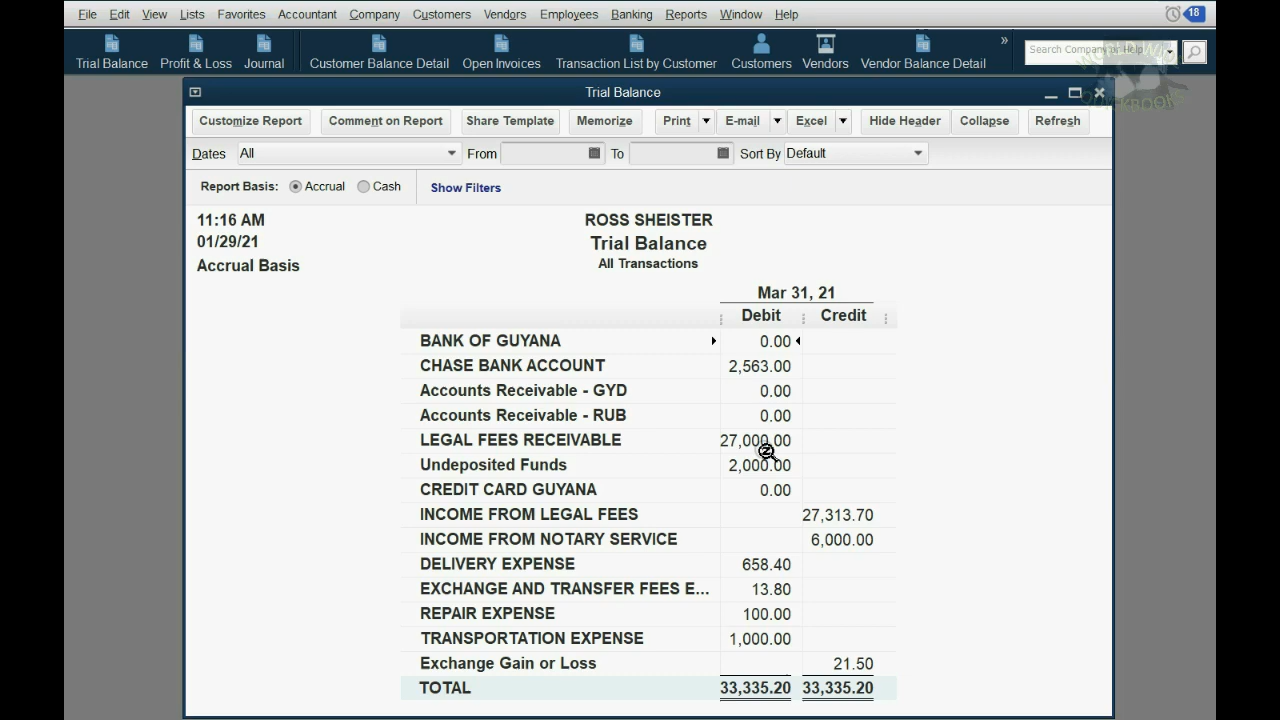 File Edit View Lists Favorites Accountant Company Customers Vendors Employees Banking Reports Window Help 18
Trial Balance Profit & Loss Journal Customer Balance Detail Open Invoices Transaction List by Customer Customers Vendors Vendor Balance Detail » Search Company or Help
Trial Balance
Customize Report Comment on Report Share Template Memorize Print E-mail Excel Hide Header Collapse Refresh
Dates All From To Sort By Default
Report Basis: Accrual Cash Show Filters
11:16 AM ROSS SHEISTER
01/29/21 Trial Balance
Accrual Basis All Transactions
Mar 31, 21
Debit Credit
BANK OF GUYANA 0.00
CHASE BANK ACCOUNT 2,563.00
Accounts Receivable - GYD 0.00
Accounts Receivable - RUB 0.00
LEGAL FEES RECEIVABLE 27,000.00
Undeposited Funds 2,000.00
CREDIT CARD GUYANA 0.00
INCOME FROM LEGAL FEES 27,313.70
INCOME FROM NOTARY SERVICE 6,000.00
DELIVERY EXPENSE 658.40
EXCHANGE AND TRANSFER FEES E... 13.80
REPAIR EXPENSE 100.00
TRANSPORTATION EXPENSE 1,000.00
Exchange Gain or Loss 21.50
TOTAL 33,335.20 33,335.20